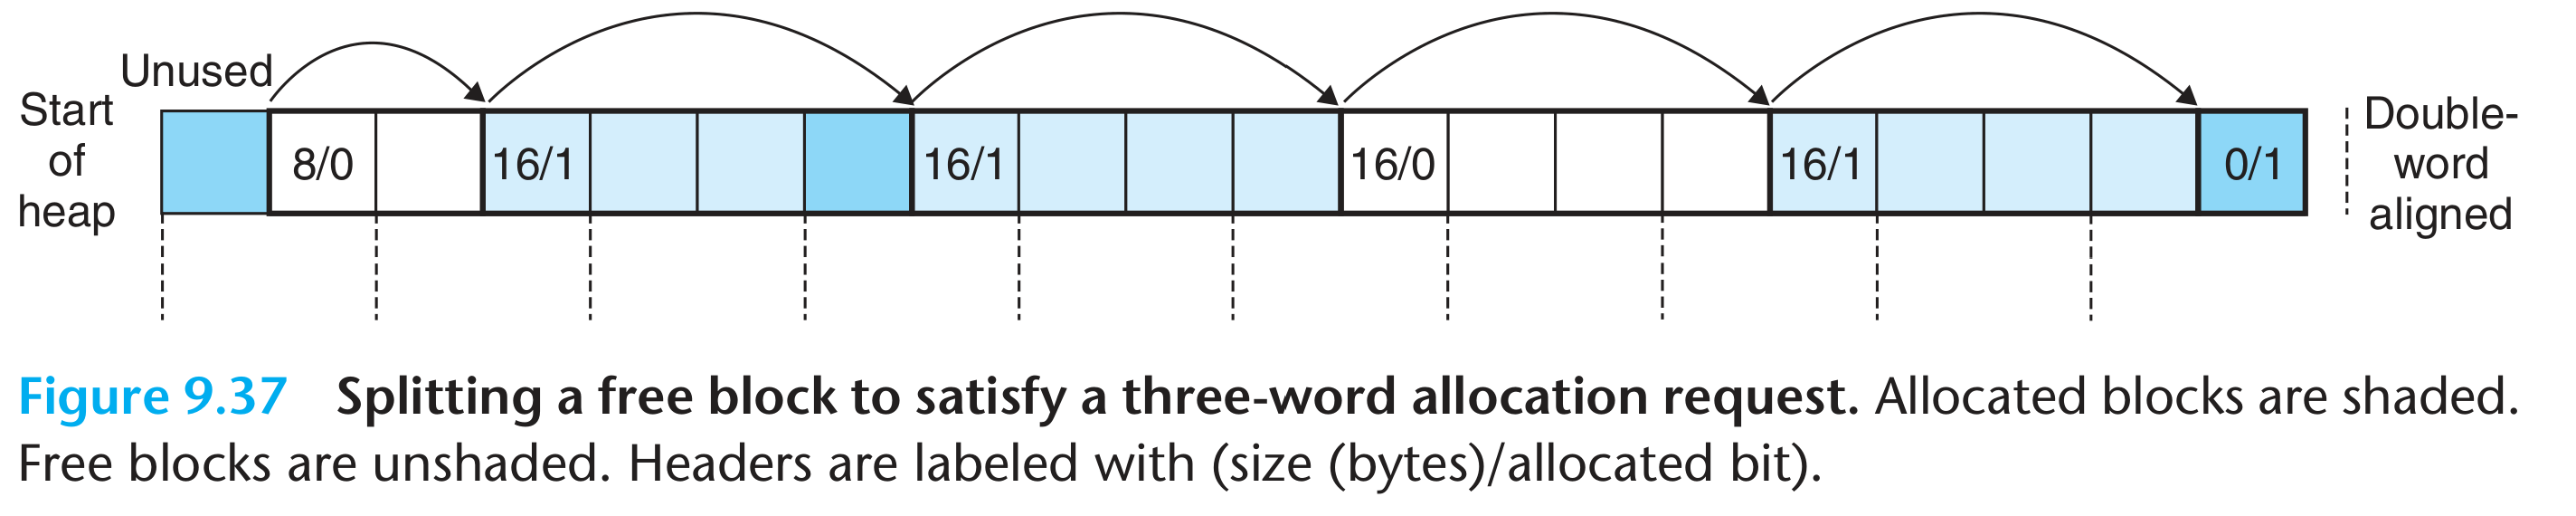 Unused
Start
of
heap
8/0 16/1 16/1 16/0 16/1 0/1
Double-
word
aligned
Figure 9.37 Splitting a free block to satisfy a three-word allocation request. Allocated blocks are shaded.
Free blocks are unshaded. Headers are labeled with (size (bytes)/allocated bit).